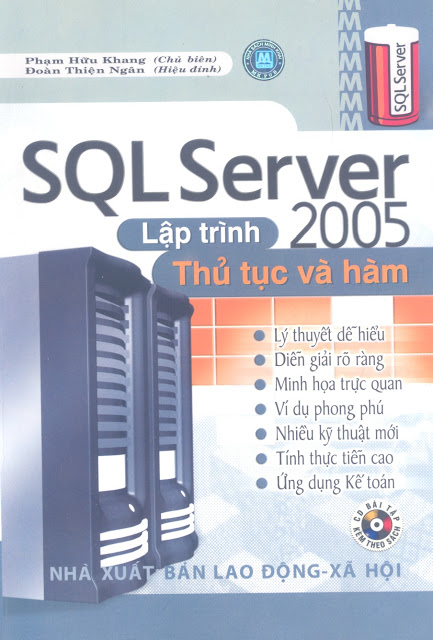 Phạm Hữu Khang (Chủ biên)
Đoàn Thiện Ngân (Hiệu đính)
SQL Server
SQL Server
2005
Lập trình
Thủ tục và hàm
Lý thuyết dễ hiểu
Diễn giải rõ ràng
Minh họa trực quan
Ví dụ phong phú
Nhiều kỹ thuật mới
Tính thực tiễn cao
Ứng dụng Kế toán
CD BÀI TẬP
KÈM THEO SÁCH
NHÀ XUẤT BẢN LAO ĐỘNG-XÃ HỘI